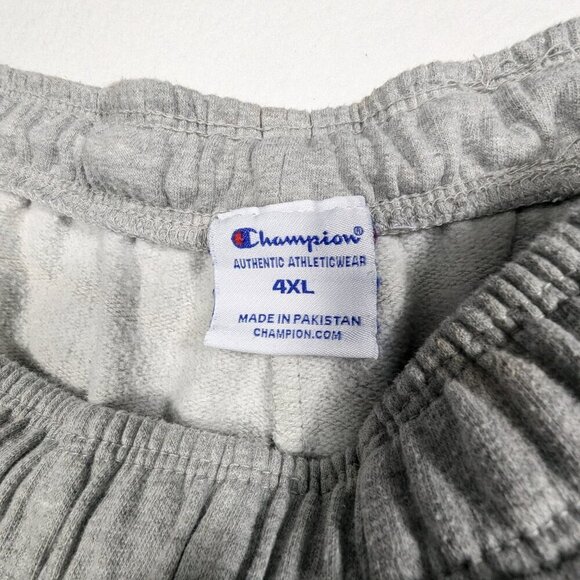 Champion®
AUTHENTIC ATHLETICWEAR
4XL
MADE IN PAKISTAN
CHAMPION.COM